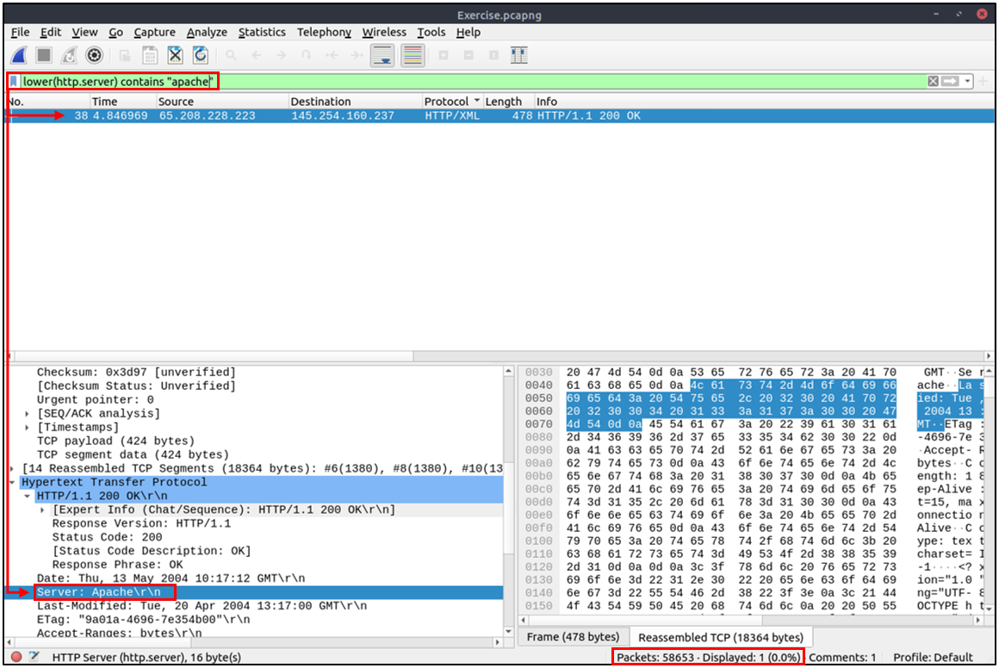 Exercise.pcapng
File Edit View Go Capture Analyze Statistics Telephony Wireless Tools Help
lower(http.server) contains "apache"
No. Time Source Destination Protocol Length Info
38 4.846969 65.208.228.223 145.254.160.237 HTTP/XML 478 HTTP/1.1 200 OK
Checksum: 0x3d97 [unverified]
[Checksum Status: Unverified]
Urgent pointer: 0
[SEQ/ACK analysis]
[Timestamps]
TCP payload (424 bytes)
TCP segment data (424 bytes)
[14 Reassembled TCP Segments (18364 bytes): #6(1380), #8(1380), #10(13
Hypertext Transfer Protocol
HTTP/1.1 200 OK\r\n
[Expert Info (Chat/Sequence): HTTP/1.1 200 OK\r\n]
Response Version: HTTP/1.1
Status Code: 200
[Status Code Description: OK]
Response Phrase: OK
Date: Thu, 13 May 2004 10:17:12 GMT\r\n
Server: Apache\r\n
Last-Modified: Tue, 20 Apr 2004 13:17:00 GMT\r\n
ETag: "9a01a-4696-7e354b00"\r\n
Accept-Ranges: bytes\r\n
0030 20 47 4d 54 0d 0a 53 65 72 76 65 72 3a 20 41 70 GMT··Se r
0040 61 63 68 65 0d 0a 4c 61 73 74 2d 4d 6f 64 69 66 ache··La s
0050 69 65 64 3a 20 54 75 65 2c 20 32 30 20 41 70 72 ied: Tue ,
0060 20 32 30 30 34 20 31 33 3a 31 37 3a 30 30 20 47 2004 13 :
0070 4d 54 0d 0a 45 54 61 67 3a 20 22 39 61 30 31 61 MT··ETag :
0080 2d 34 36 39 36 2d 37 65 33 35 34 62 30 30 22 0d -4696-7e 3
0090 0a 41 63 63 65 70 74 2d 52 61 6e 67 65 73 3a 20 ·Accept- R
00a0 62 79 74 65 73 0d 0a 43 6f 6e 74 65 6e 74 2d 4c bytes··C o
00b0 65 6e 67 74 68 3a 20 31 38 30 37 30 0d 0a 4b 65 ength: 1 8
00c0 65 70 2d 41 6c 69 76 65 3a 20 74 69 6d 65 6f 75 ep-Alive :
00d0 74 3d 31 35 2c 20 6d 61 78 3d 31 30 30 0d 0a 43 t=15, ma x
00e0 6f 6e 6e 65 63 74 69 6f 6e 3a 20 4b 65 65 70 2d onnectio n
00f0 41 6c 69 76 65 0d 0a 43 6f 6e 74 65 6e 74 2d 54 Alive··C o
0100 79 70 65 3a 20 74 65 78 74 2f 68 74 6d 6c 3b 20 ype: tex t
0110 63 68 61 72 73 65 74 3d 49 53 4f 2d 38 38 35 39 charset= I
0120 2d 31 0d 0a 0d 0a 3c 3f 78 6d 6c 20 76 65 72 73 -1····<? x
0130 69 6f 6e 3d 22 31 2e 30 22 20 65 6e 63 6f 64 69 ion="1.0 "
0140 6e 67 3d 22 55 54 46 2d 38 22 3f 3e 0a 3c 21 44 ng="UTF- 8
0150 4f 43 54 59 50 45 20 68 74 6d 6c 0a 20 20 50 55 OCTYPE h t
Frame (478 bytes) Reassembled TCP (18364 bytes)
HTTP Server (http.server), 16 byte(s) Packets: 58653 · Displayed: 1 (0.0%) Comments: 1 Profile: Default